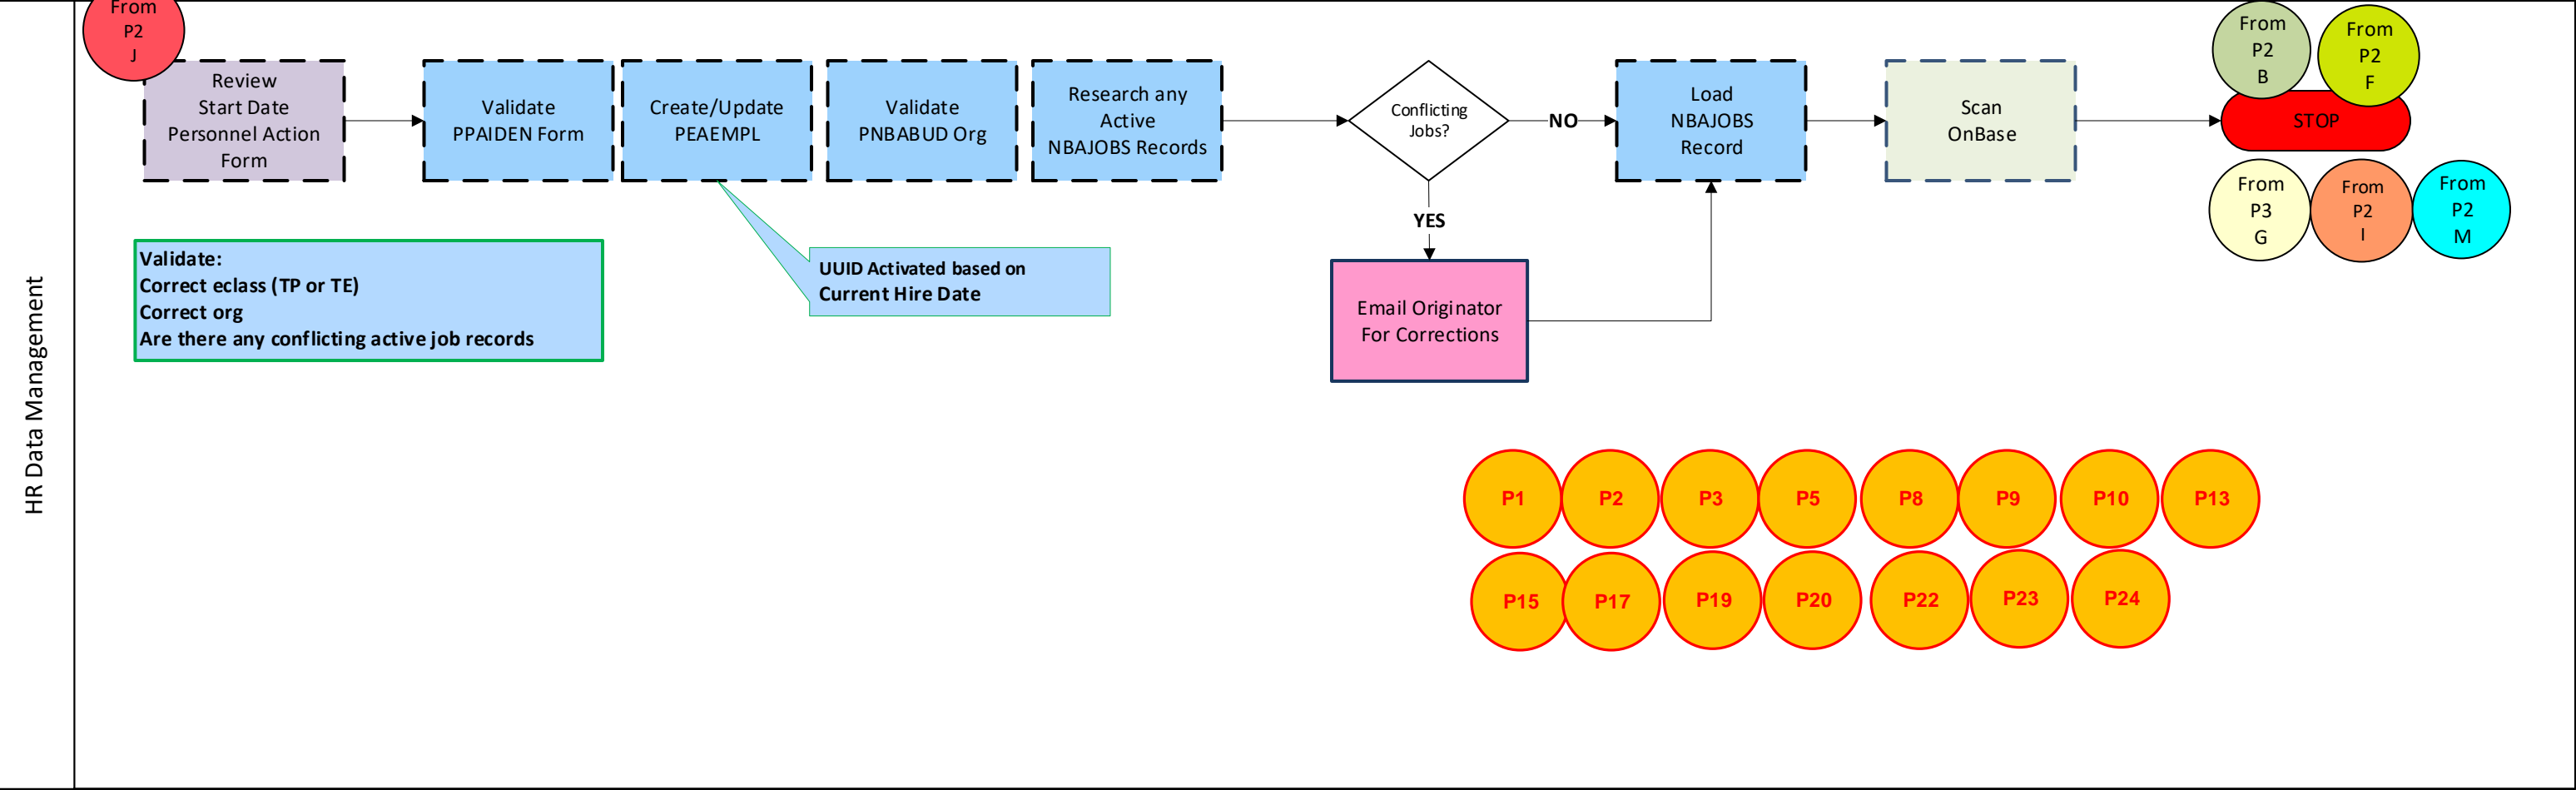 HR Data Management
From
P2
J
Review
Start Date
Personnel Action
Form
Validate
PPAIDEN Form
Create/Update
PEAEMPL
Validate
PNBABUD Org
Research any
Active
NBAJOBS Records
Conflicting
Jobs?
NO
YES
Load
NBAJOBS
Record
Scan
OnBase
From
P2
B
From
P2
F
STOP
From
P3
G
From
P2
I
From
P2
M
Validate:
Correct eclass (TP or TE)
Correct org
Are there any conflicting active job records
UUID Activated based on
Current Hire Date
Email Originator
For Corrections
P1
P2
P3
P5
P8
P9
P10
P13
P15
P17
P19
P20
P22
P23
P24